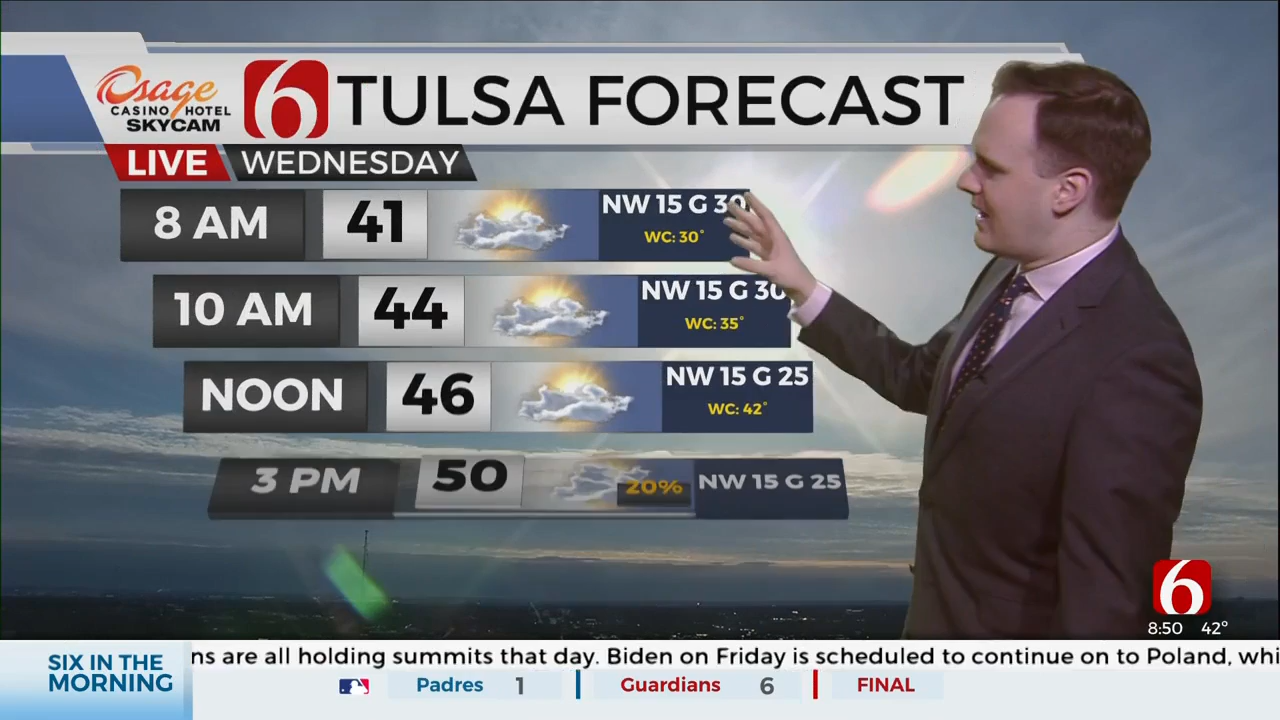 Osage
CASINO HOTEL
SKYCAM
6 TULSA FORECAST
LIVE WEDNESDAY
8 AM 41 NW 15 G 30
WC: 30°
10 AM 44 NW 15 G 30
WC: 35°
NOON 46 NW 15 G 25
WC: 42°
3 PM 50 20% NW 15 G 25
6
8:50 42°
SIX IN THE
MORNING
ns are all holding summits that day. Biden on Friday is scheduled to continue on to Poland, whi
Padres 1 Guardians 6 FINAL